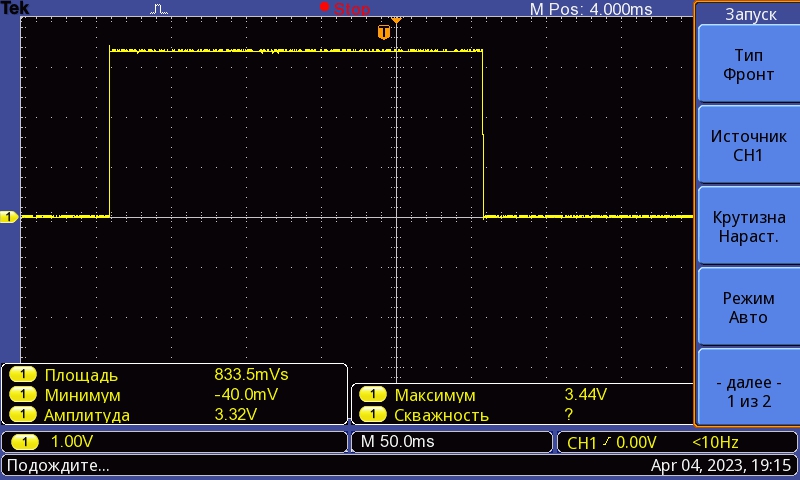 Tek
Stop
M Pos: 4.000ms
T
1
Запуск
Тип
Фронт
Источник
CH1
Крутизна
Нараст.
Режим
Авто
- далее -
1 из 2
1 Площадь 833.5mVs
1 Минимум -40.0mV
1 Амплитуда 3.32V
1 Максимум 3.44V
1 Скважность ?
1 1.00V
M 50.0ms
CH1 0.00V <10Hz
Подождите...
Apr 04, 2023, 19:15